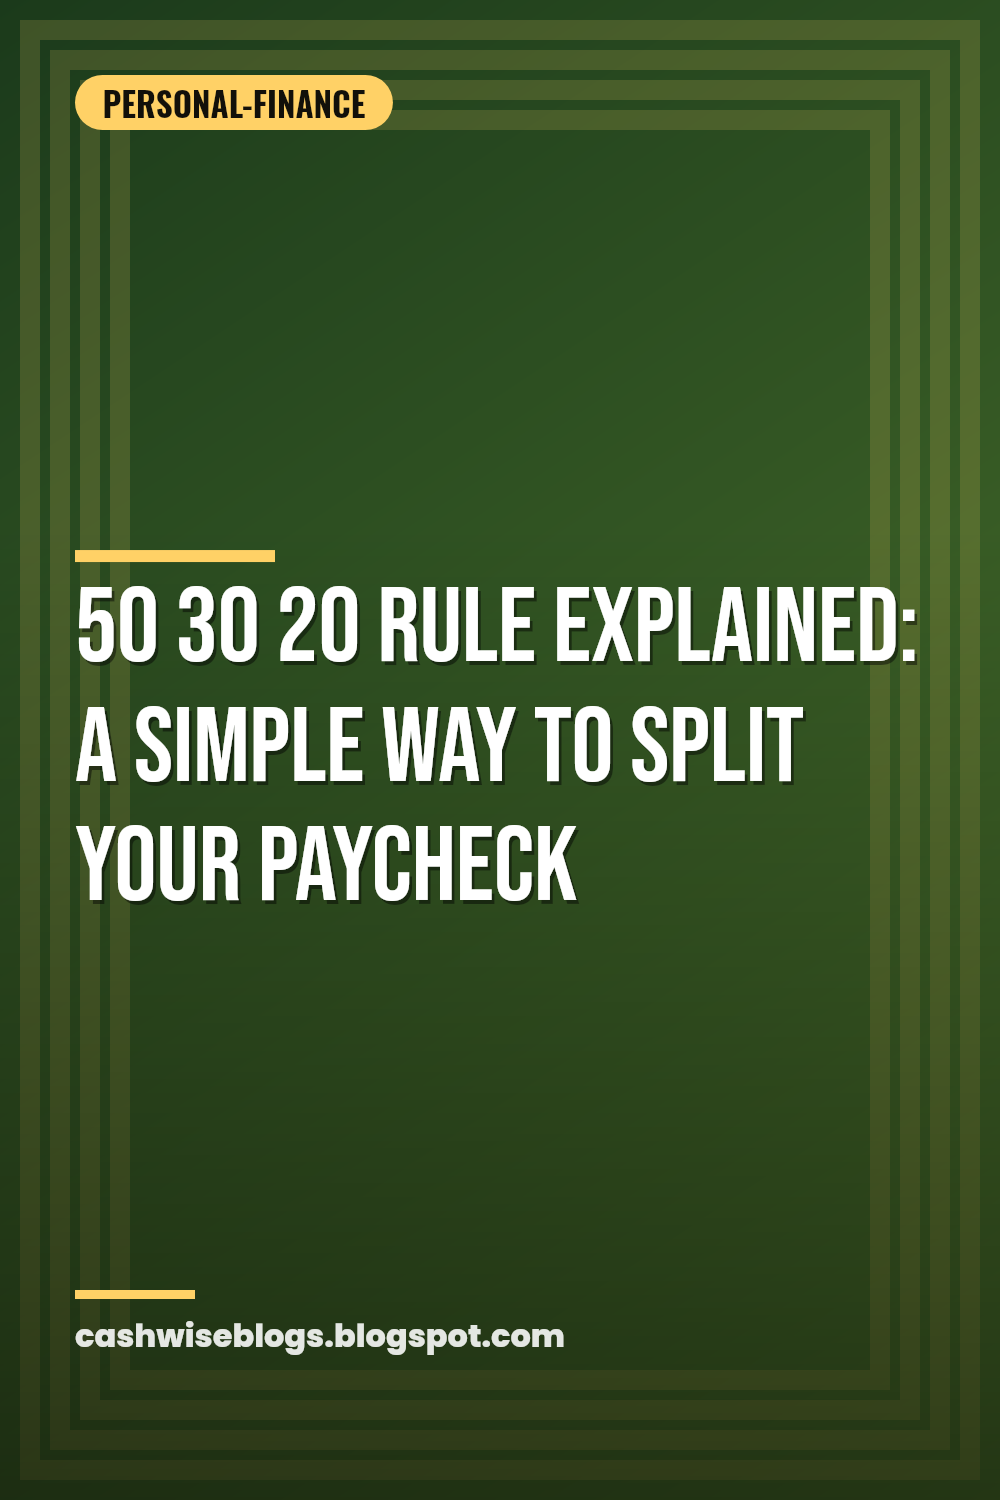 PERSONAL-FINANCE
50 30 20 RULE EXPLAINED:
A SIMPLE WAY TO SPLIT
YOUR PAYCHECK
cashwiseblogs.blogspot.com